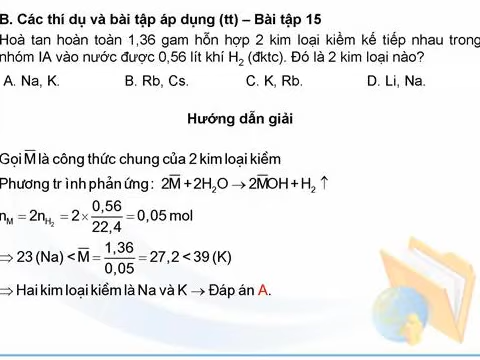 B. Các thí dụ và bài tập áp dụng (tt) – Bài tập 15
Hoà tan hoàn toàn 1,36 gam hỗn hợp 2 kim loại kiềm kế tiếp nhau trong
nhóm IA vào nước được 0,56 lít khí H₂ (đktc). Đó là 2 kim loại nào?
A. Na, K. B. Rb, Cs. C. K, Rb. D. Li, Na.
Hướng dẫn giải
Gọi M̅ là công thức chung của 2 kim loại kiềm
Phương trình phản ứng: 2M̅ + 2H₂O → 2M̅OH + H₂ ↑
n_M = 2n_H₂ = 2 × 0,56/22,4 = 0,05 mol
⇒ 23 (Na) < M̅ = 1,36/0,05 = 27,2 < 39 (K)
⇒ Hai kim loại kiềm là Na và K → Đáp án A.